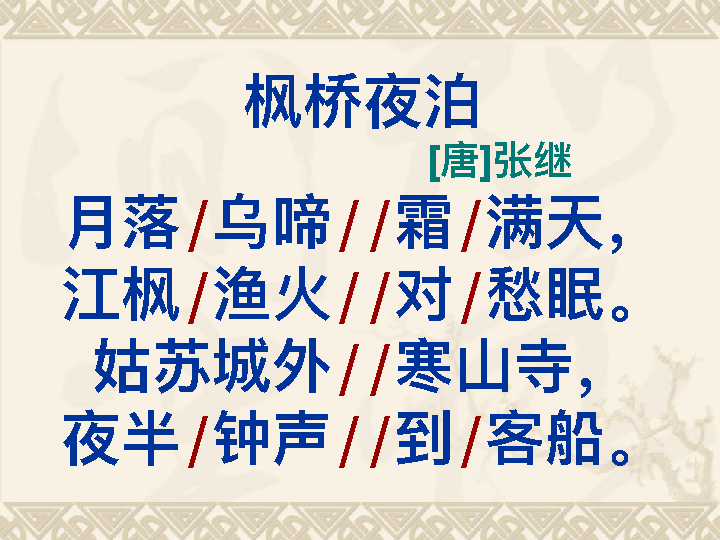 枫桥夜泊
[唐]张继
月落/乌啼//霜/满天，
江枫/渔火//对/愁眠。
姑苏城外//寒山寺，
夜半/钟声//到/客船。